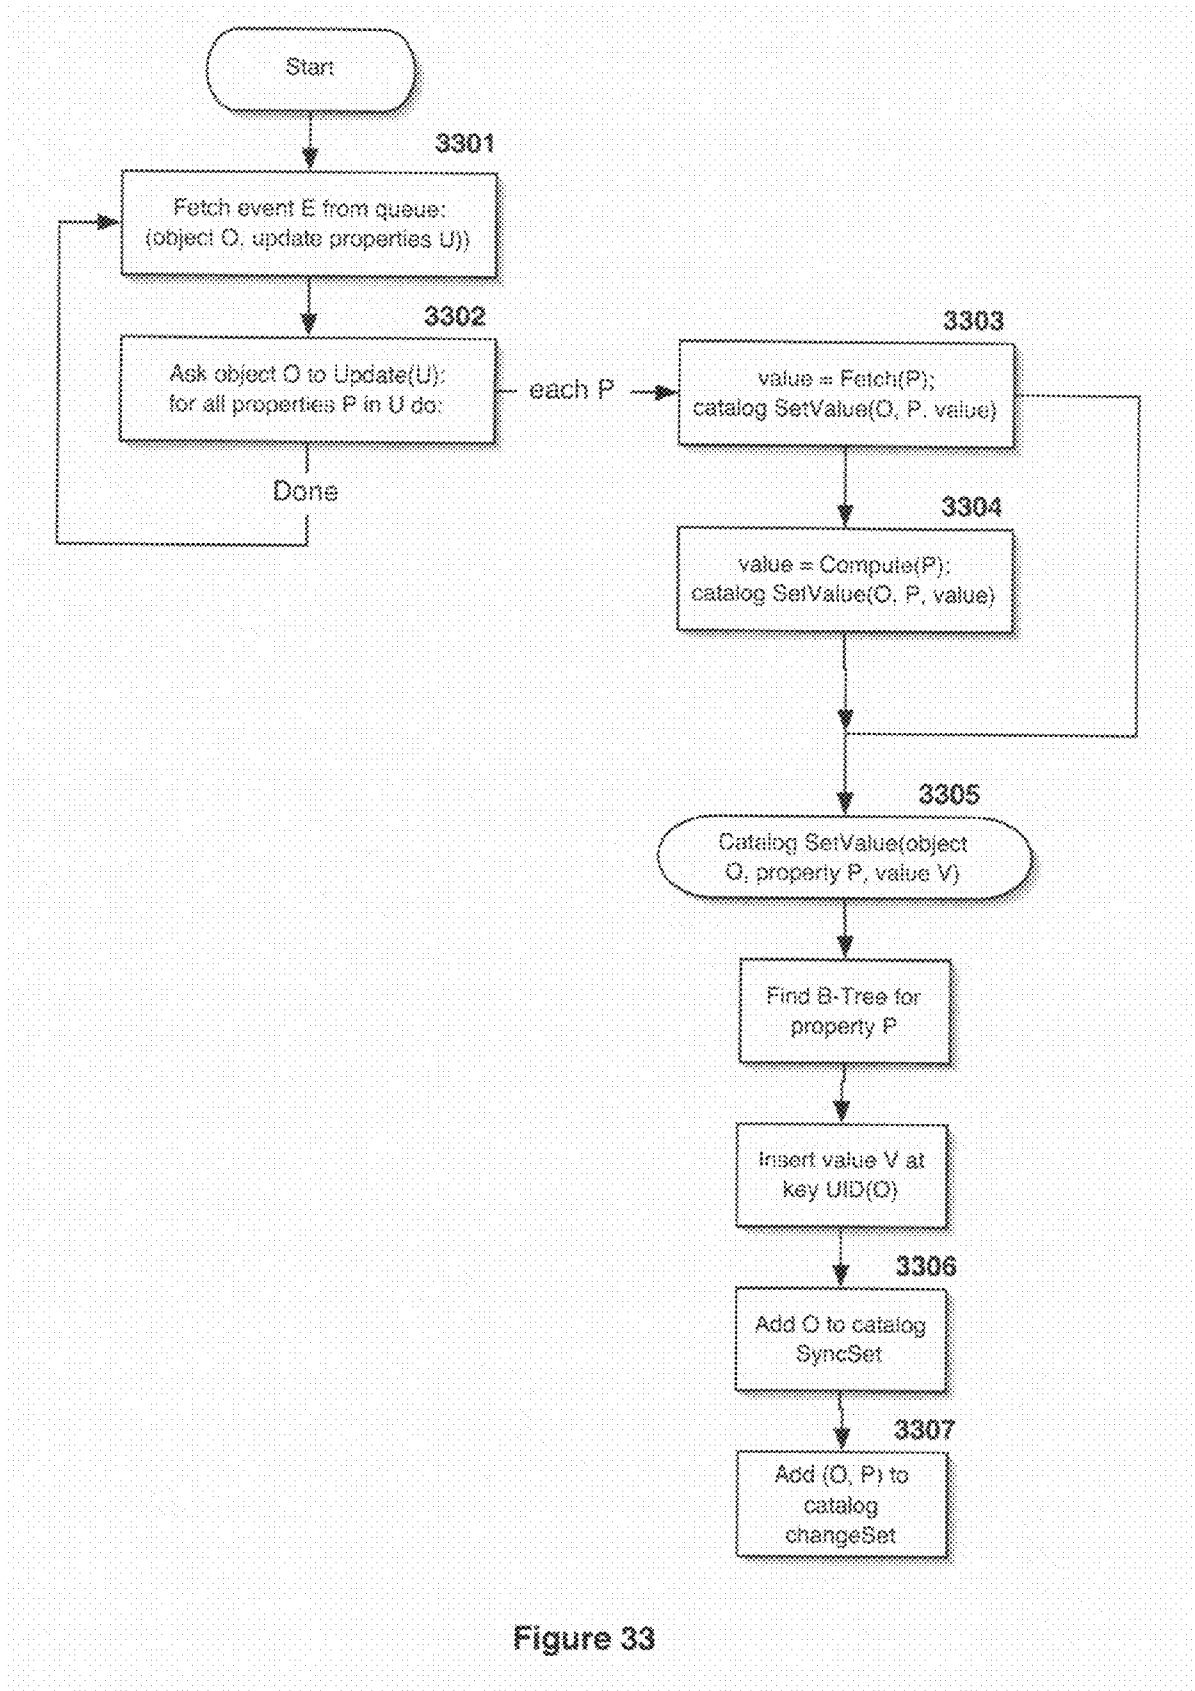 Start
3301
Fetch event E from queue:
(object O, update properties U))
3302
Ask object O to Update(U):
for all properties P in U do:
each P
Done
3303
value = Fetch(P);
catalog SetValue(O, P, value)
3304
value = Compute(P);
catalog SetValue(O, P, value)
3305
Catalog SetValue(object
O, property P, value V)
Find B-Tree for
property P
Insert value V at
key UID(O)
3306
Add O to catalog
SyncSet
3307
Add (O, P) to
catalog
changeSet
Figure 33